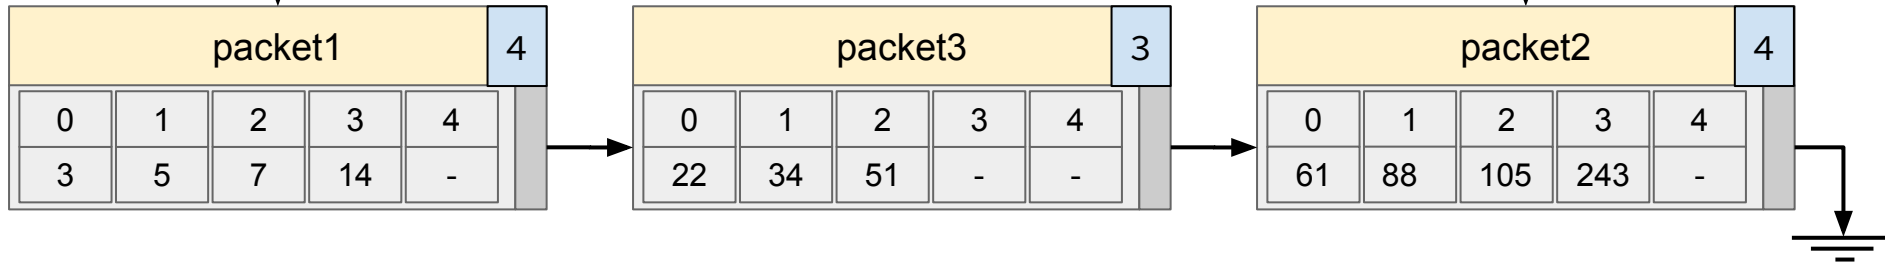 packet1 4
0 1 2 3 4
3 5 7 14 -
packet3 3
0 1 2 3 4
22 34 51 - -
packet2 4
0 1 2 3 4
61 88 105 243 -